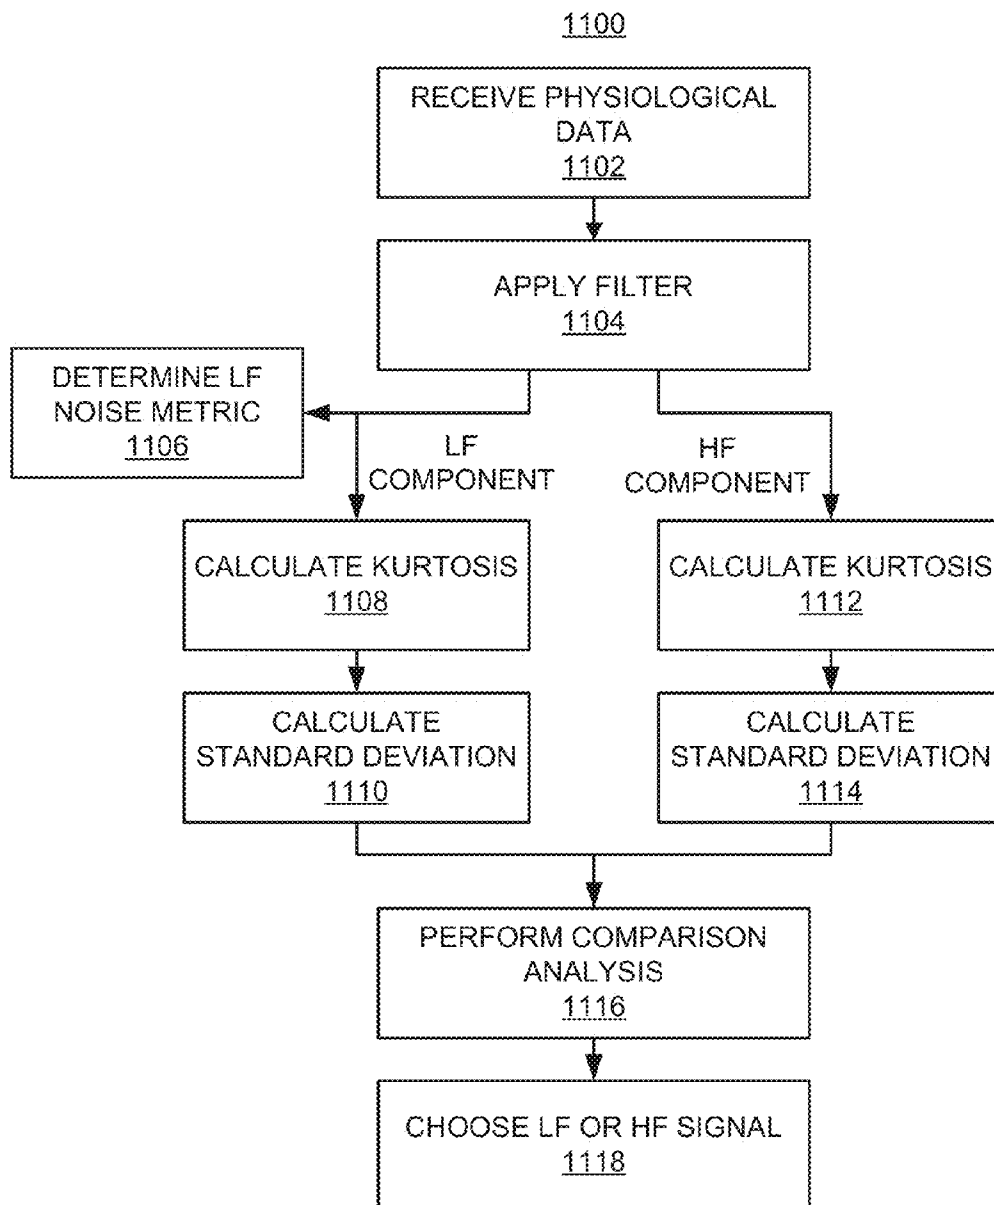 1100
RECEIVE PHYSIOLOGICAL
DATA
1102
APPLY FILTER
1104
DETERMINE LF
NOISE METRIC
1106
LF
COMPONENT
HF
COMPONENT
CALCULATE KURTOSIS
1108
CALCULATE KURTOSIS
1112
CALCULATE
STANDARD DEVIATION
1110
CALCULATE
STANDARD DEVIATION
1114
PERFORM COMPARISON
ANALYSIS
1116
CHOOSE LF OR HF SIGNAL
1118